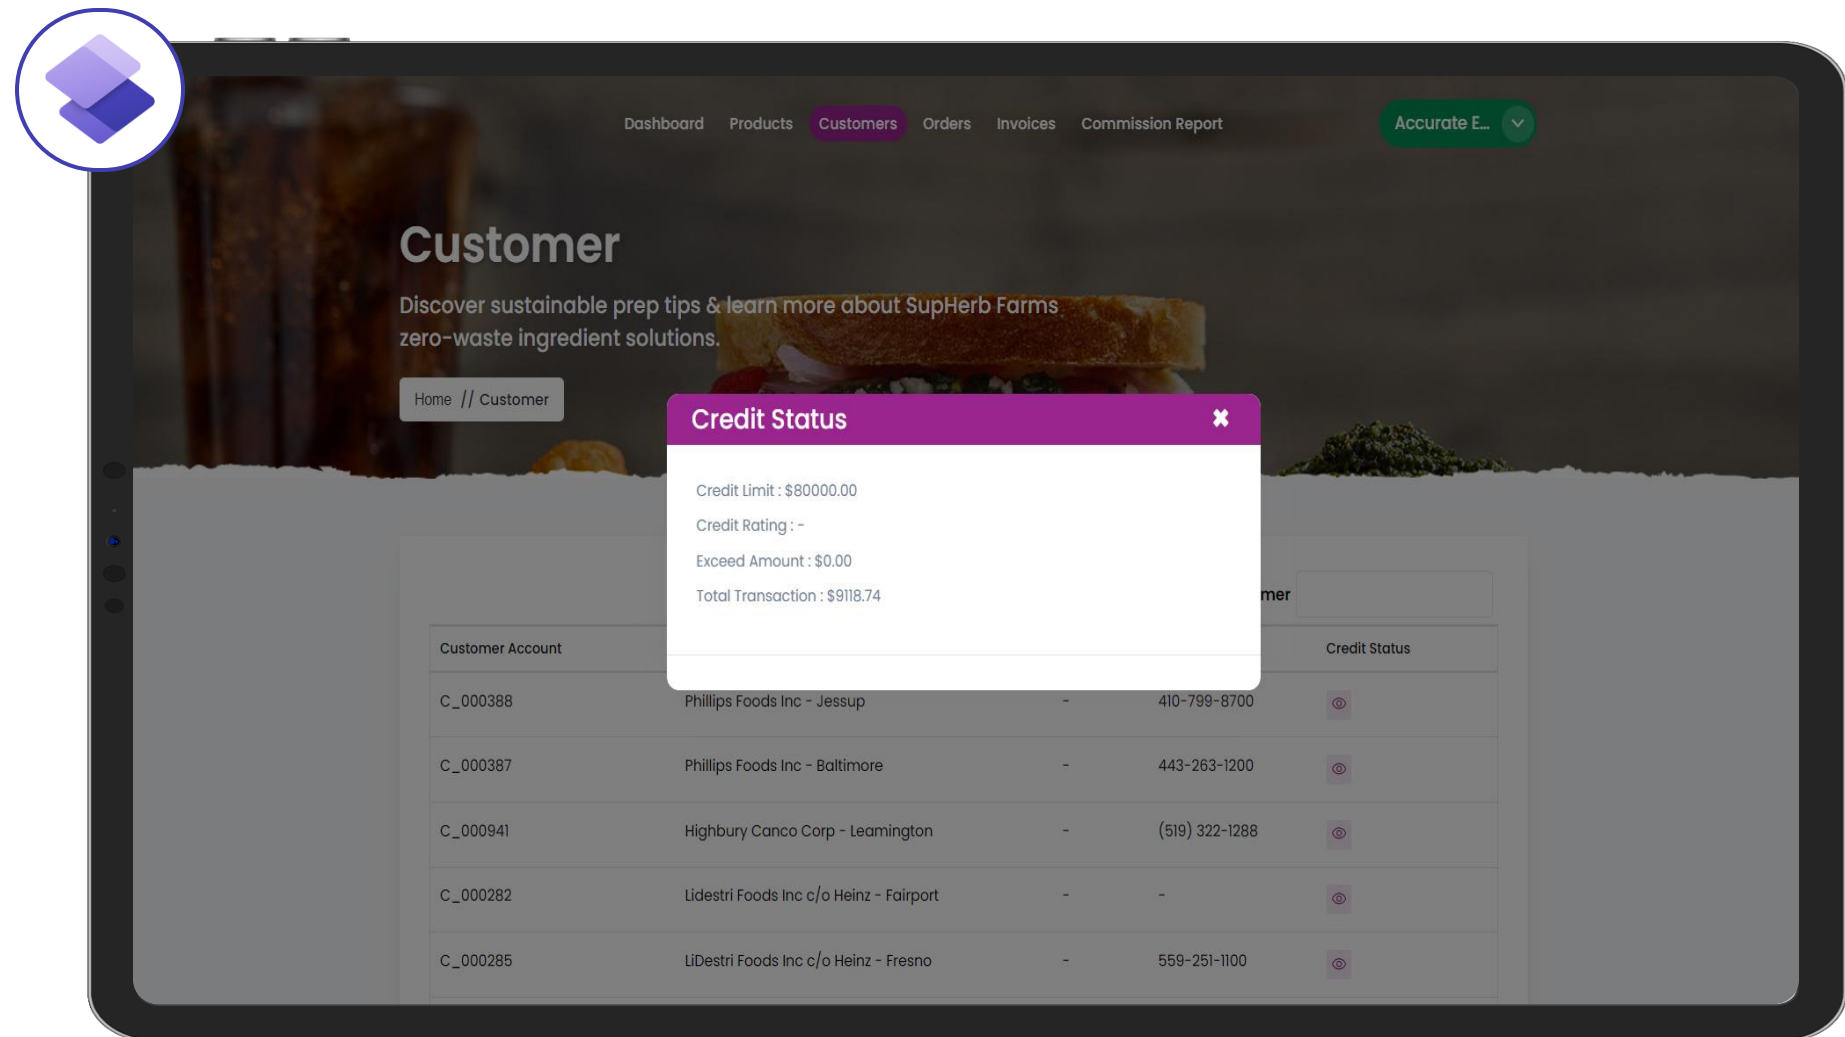 Dashboard Products Customers Orders Invoices Commission Report Accurate E...
Customer
Discover sustainable prep tips & learn more about SupHerb Farms
zero-waste ingredient solutions.
Home // Customer
Credit Status
Credit Limit : $80000.00
Credit Rating : -
Exceed Amount : $0.00
Total Transaction : $9118.74
mer
Customer Account Credit Status
C_000388 Phillips Foods Inc - Jessup - 410-799-8700
C_000387 Phillips Foods Inc - Baltimore - 443-263-1200
C_000941 Highbury Canco Corp - Leamington - (519) 322-1288
C_000282 Lidestri Foods Inc c/o Heinz - Fairport - -
C_000285 LiDestri Foods Inc c/o Heinz - Fresno - 559-251-1100